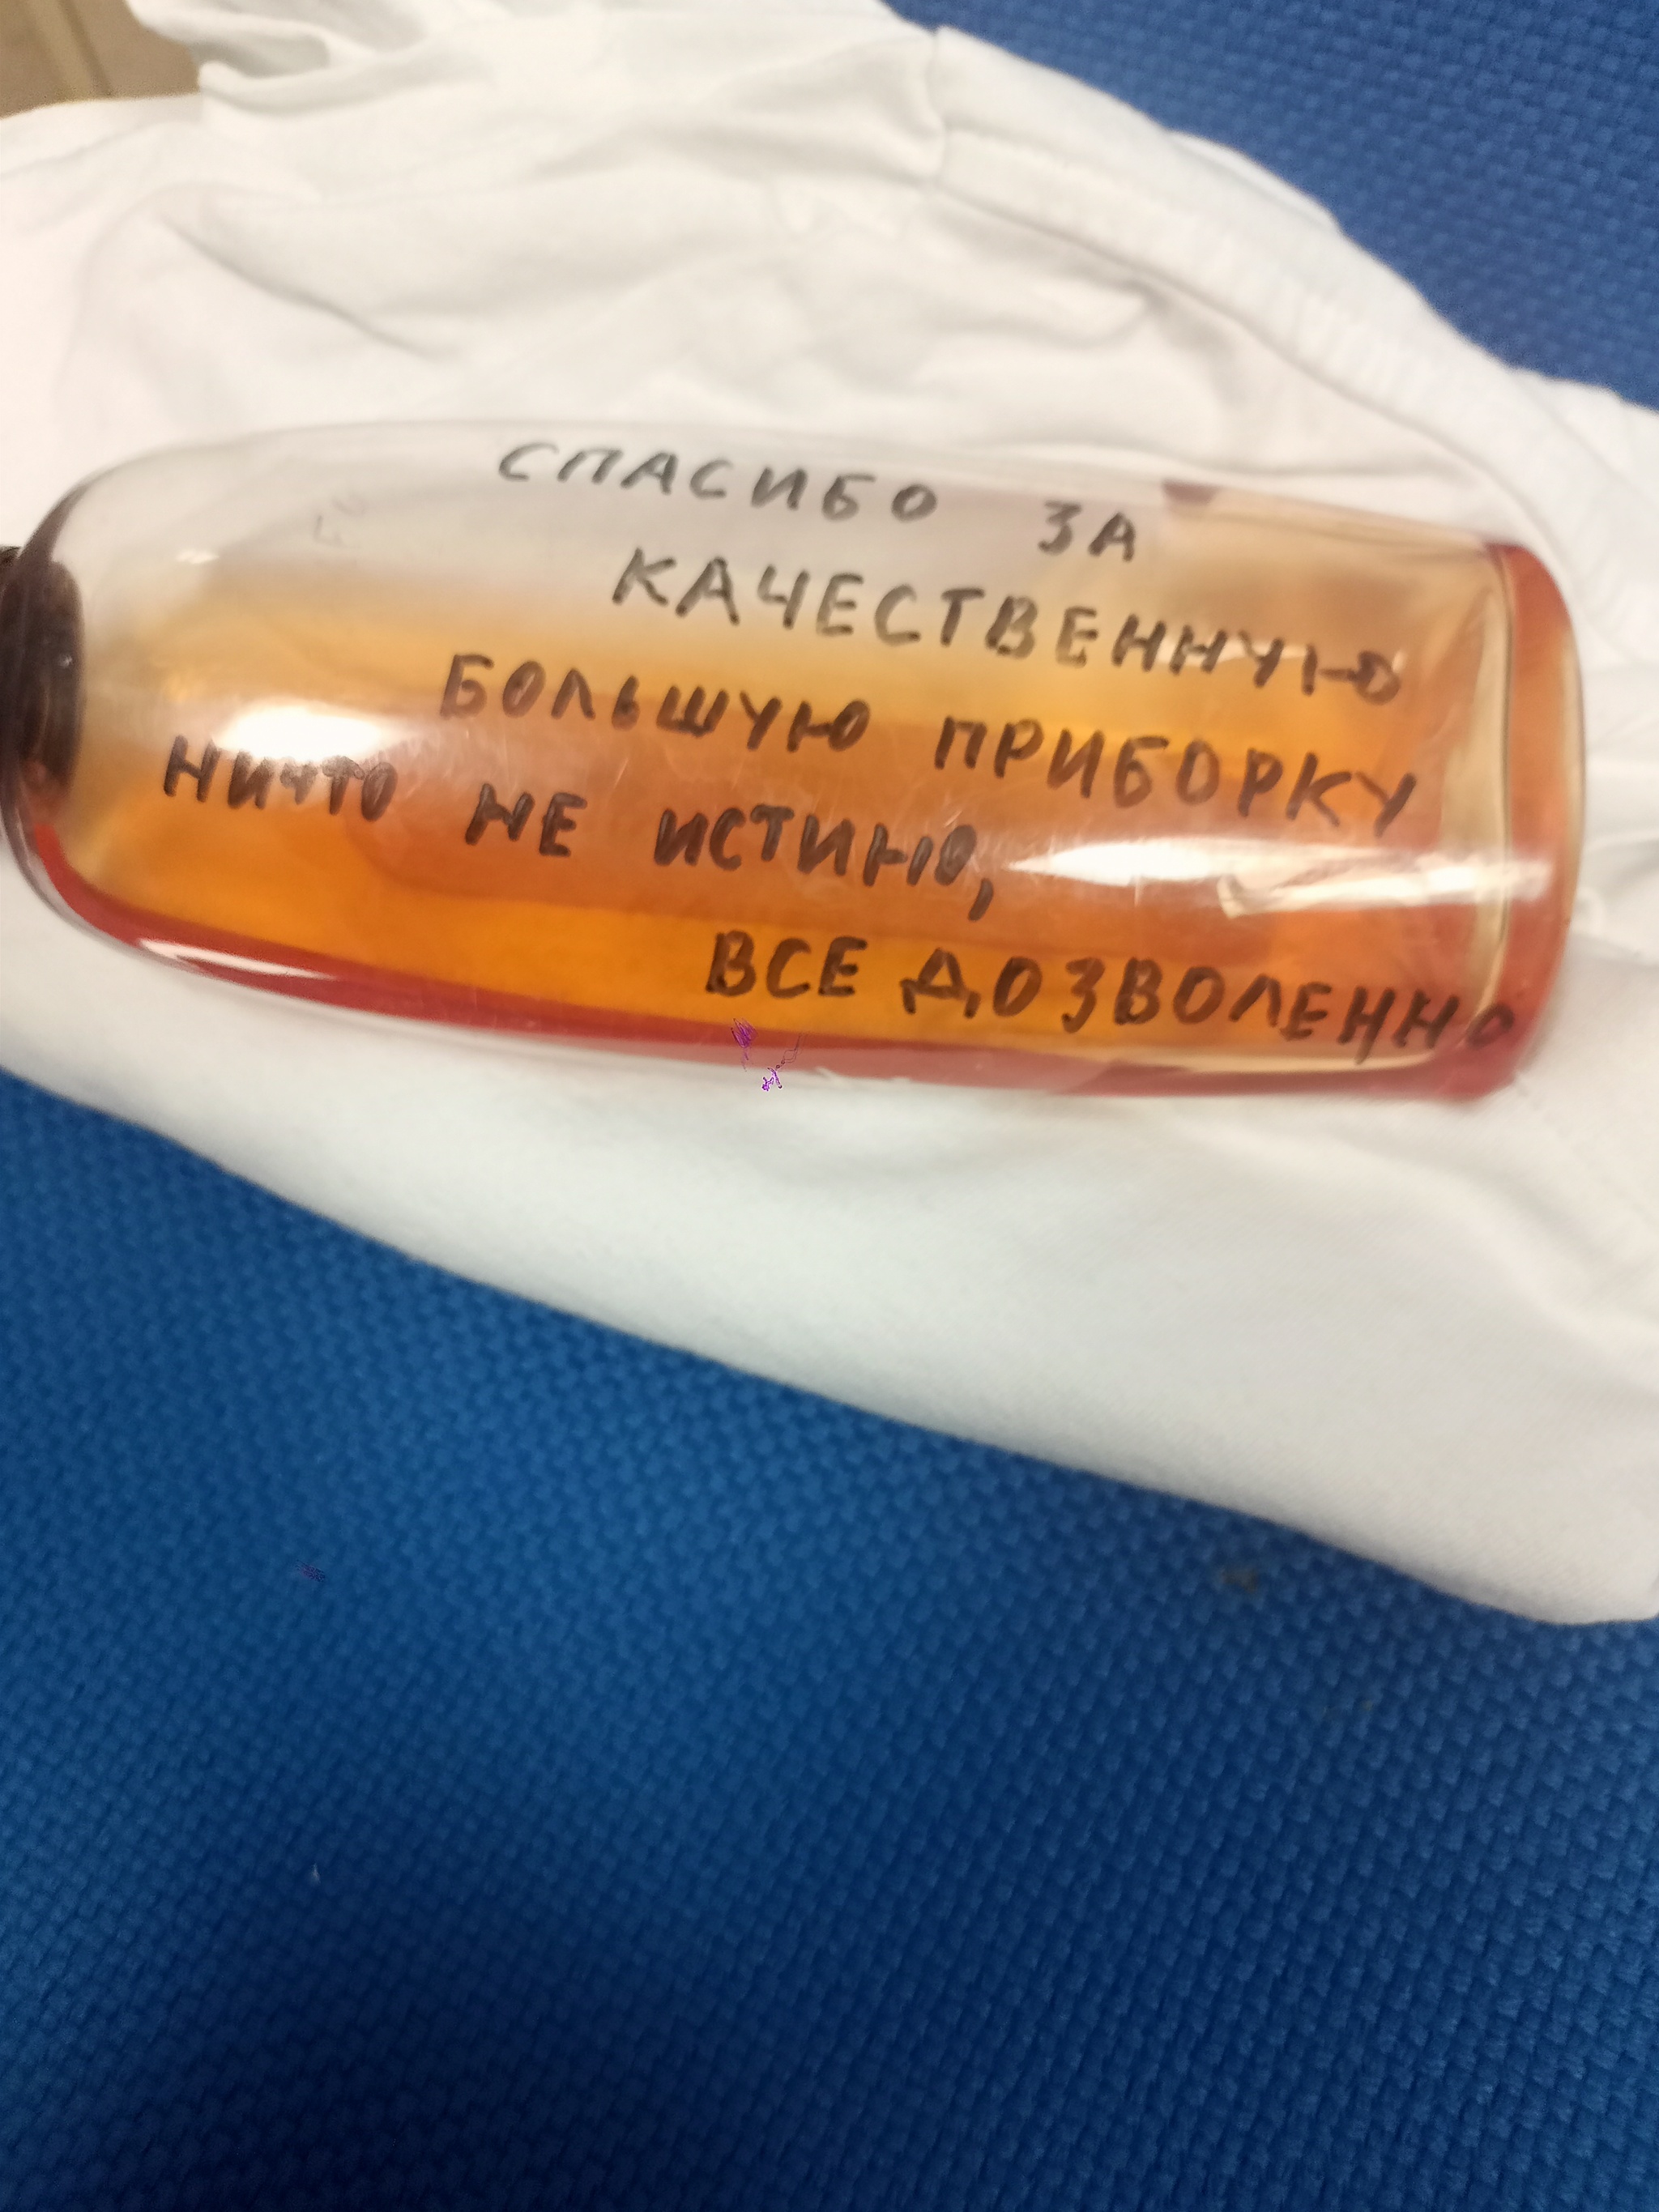 СПАСИБО ЗА
КАЧЕСТВЕННУЮ
БОЛЬШУЮ ПРИБОРКУ
НИЧТО НЕ ИСТИНО,
ВСЕ ДОЗВОЛЕННО